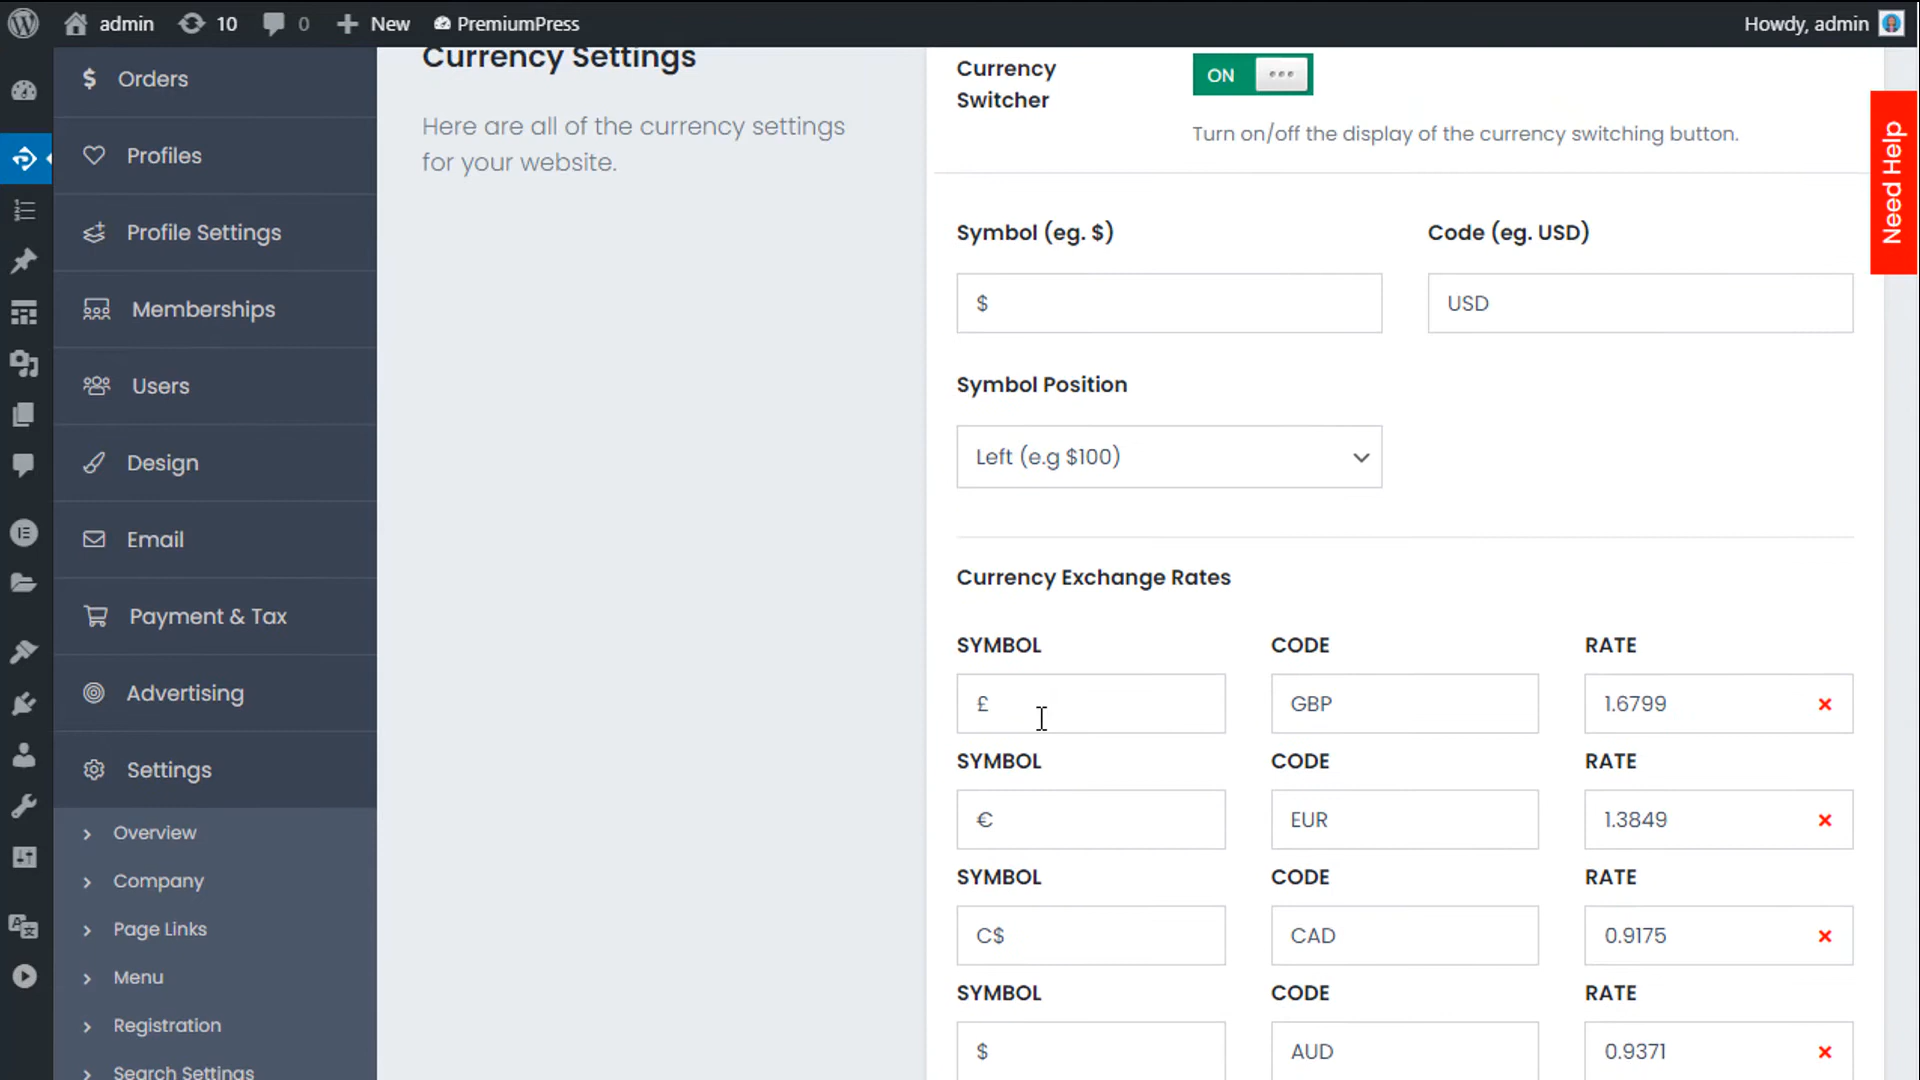 admin
10
0
New
PremiumPress
Howdy, admin
Orders
Profiles
Profile Settings
Memberships
Users
Design
Email
Payment & Tax
Advertising
Settings
Overview
Company
Page Links
Menu
Registration
Search Settings
Currency Settings
Here are all of the currency settings
for your website.
Currency
Switcher
ON
Turn on/off the display of the currency switching button.
Symbol (eg. $)
Code (eg. USD)
$
USD
Symbol Position
Left (e.g $100)
Currency Exchange Rates
SYMBOL
CODE
RATE
£
GBP
1.6799
SYMBOL
CODE
RATE
€
EUR
1.3849
SYMBOL
CODE
RATE
C$
CAD
0.9175
SYMBOL
CODE
RATE
$
AUD
0.9371
Need Help